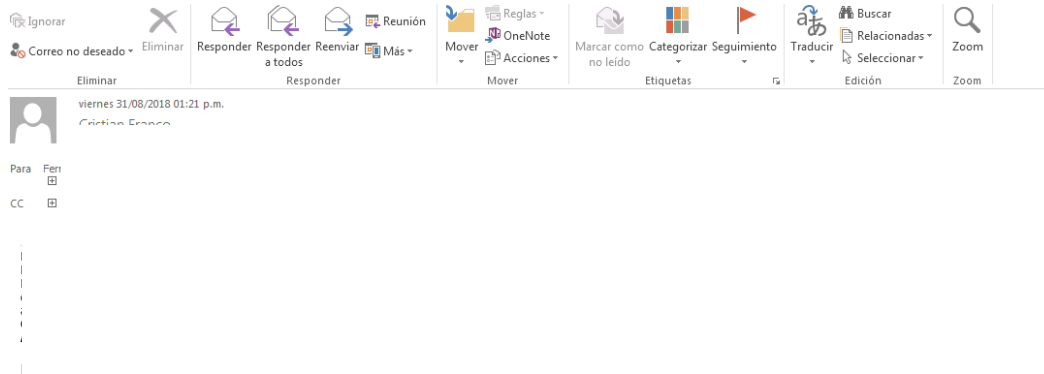 Ignorar
Correo no deseado
Eliminar
Eliminar
Responder
Responder a todos
Reenviar
Reunión
Más
Responder
Mover
Reglas
OneNote
Acciones
Mover
Marcar como no leído
Categorizar
Seguimiento
Etiquetas
Traducir
Buscar
Relacionadas
Seleccionar
Edición
Zoom
Zoom
viernes 31/08/2018 01:21 p.m.
Cristian Franco
Para
CC